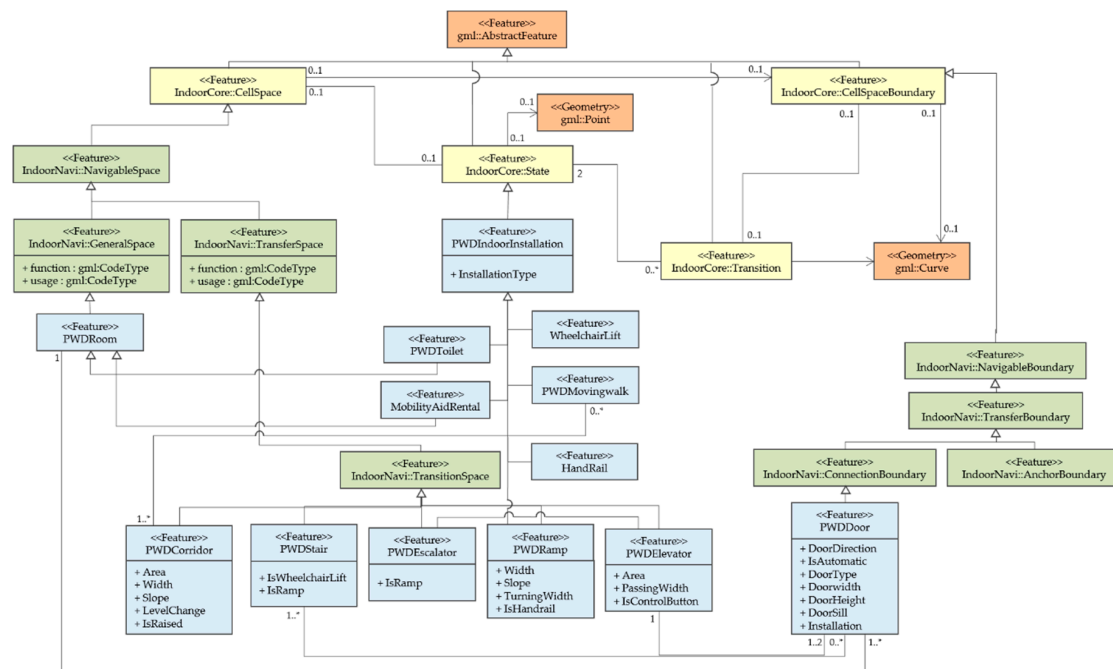 <<Feature>>
gml::AbstractFeature
<<Feature>>
IndoorCore::CellSpace
0..1
0..1
0..1
<<Feature>>
IndoorCore::CellSpaceBoundary
0..1
0..1
<<Geometry>>
gml::Point
0..1
0..1
0..1
<<Feature>>
IndoorCore::State
2
<<Feature>>
IndoorNavi::NavigableSpace
<<Feature>>
IndoorNavi::GeneralSpace
+ function : gml:CodeType
+ usage : gml:CodeType
<<Feature>>
IndoorNavi::TransferSpace
+ function : gml:CodeType
+ usage : gml:CodeType
<<Feature>>
PWDIndoorInstallation
+ InstallationType
0..1
0..1
0..*
<<Feature>>
IndoorCore::Transition
<<Geometry>>
gml::Curve
<<Feature>>
PWDRoom
1
<<Feature>>
PWDToilet
<<Feature>>
WheelchairLift
<<Feature>>
MobilityAidRental
<<Feature>>
PWDMovingwalk
0..*
<<Feature>>
IndoorNavi::NavigableBoundary
<<Feature>>
IndoorNavi::TransferBoundary
<<Feature>>
HandRail
<<Feature>>
IndoorNavi::TransitionSpace
<<Feature>>
IndoorNavi::ConnectionBoundary
<<Feature>>
IndoorNavi::AnchorBoundary
1..*
<<Feature>>
PWDCorridor
+ Area
+ Width
+ Slope
+ LevelChange
+ IsRaised
<<Feature>>
PWDStair
+ IsWheelchairLift
+ IsRamp
1..*
<<Feature>>
PWDEscalator
+ IsRamp
<<Feature>>
PWDRamp
+ Width
+ Slope
+ TurningWidth
+ IsHandrail
<<Feature>>
PWDElevator
+ Area
+ PassingWidth
+ IsControlButton
1
<<Feature>>
PWDDoor
+ DoorDirection
+ IsAutomatic
+ DoorType
+ Doorwidth
+ DoorHeight
+ DoorSill
+ Installation
1..2
0..*
1..*